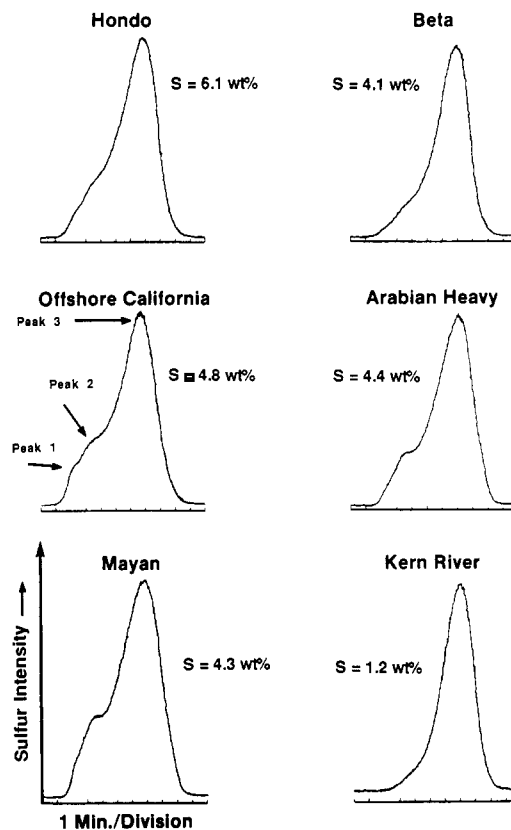 Hondo
S = 6.1 wt%
Beta
S = 4.1 wt%
Offshore California
Peak 3
Peak 2
Peak 1
S = 4.8 wt%
Arabian Heavy
S = 4.4 wt%
Mayan
S = 4.3 wt%
Sulfur Intensity
1 Min./Division
Kern River
S = 1.2 wt%